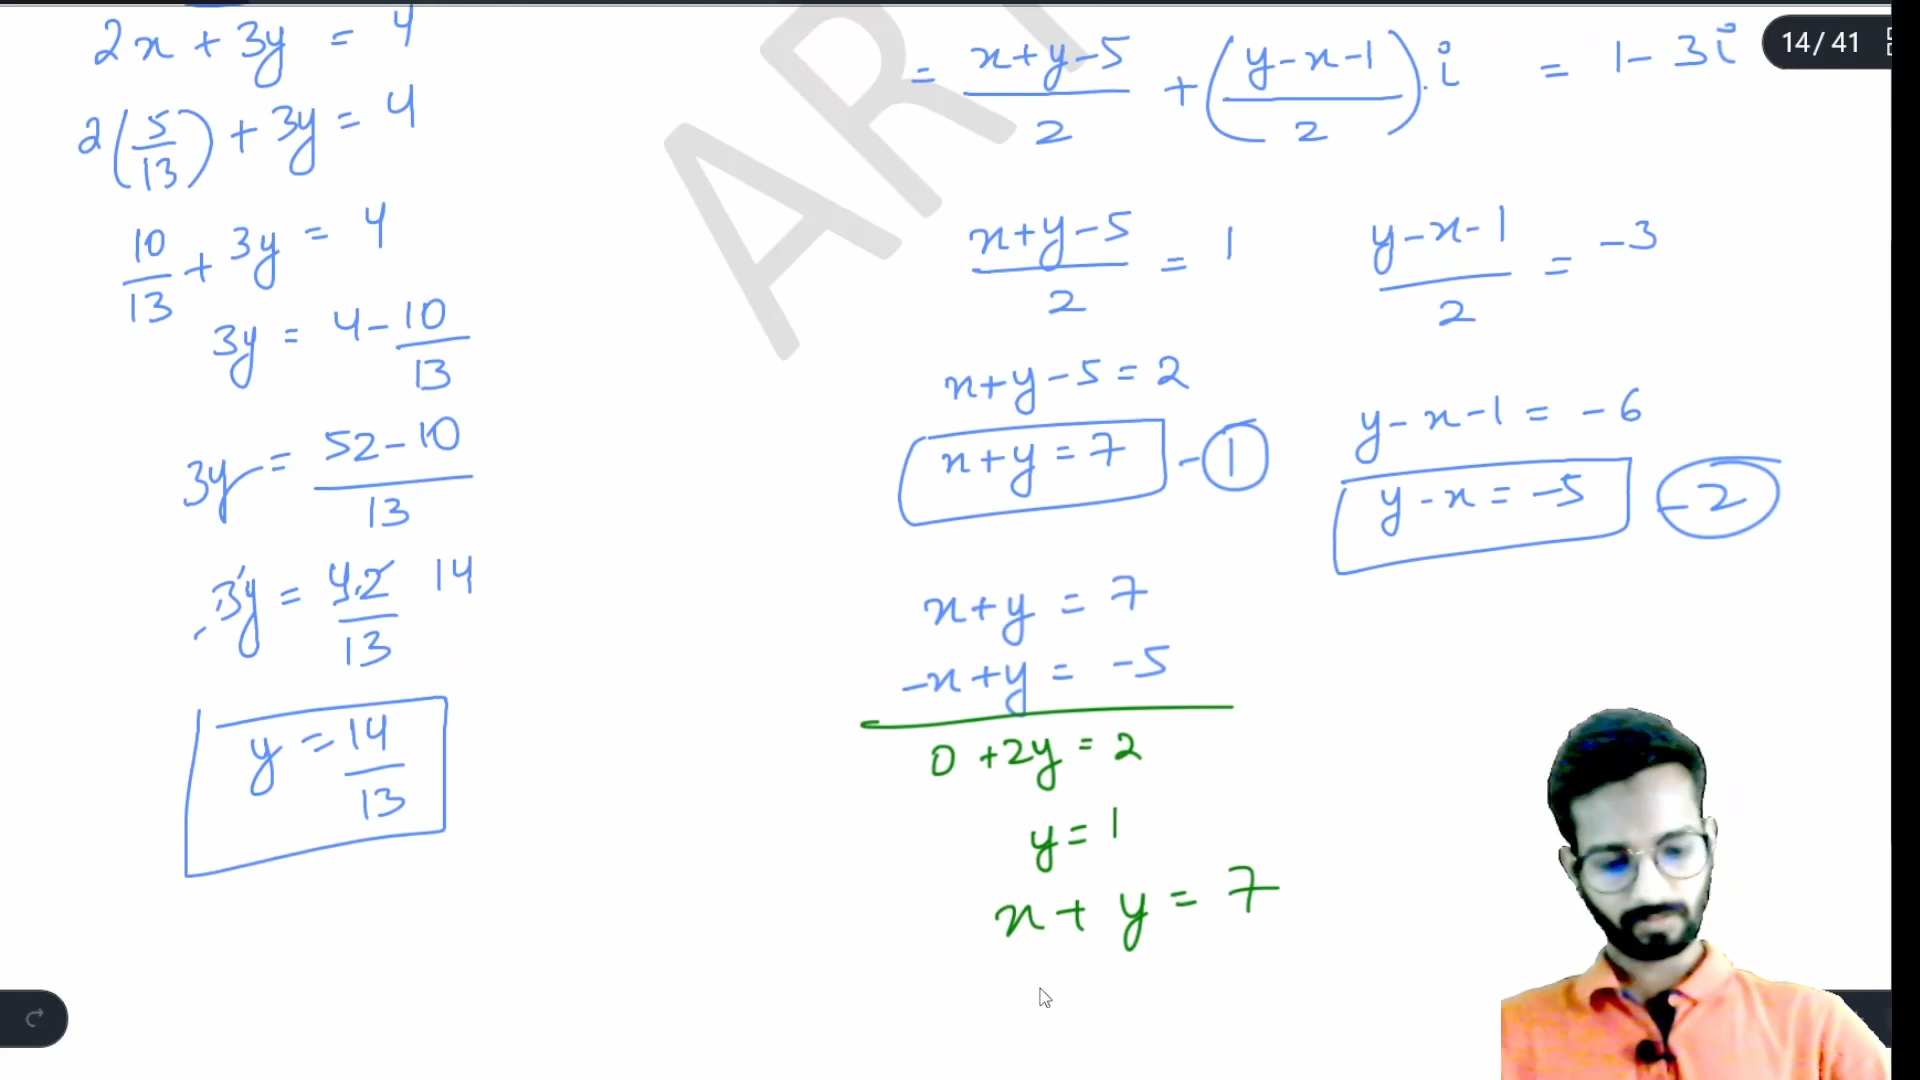 2x + 3y = 4
2(5/13) + 3y = 4
10/13 + 3y = 4
3y = 4 - 10/13
3y = 52-10/13
3y = 42/13 14
y = 14/13
= x+y-5/2 + (y-x-1/2).i = 1-3i
x+y-5/2 = 1
y-x-1/2 = -3
x+y-5=2
x+y=7 -①
y-x-1 = -6
y-x = -5 -②
x+y = 7
-x+y = -5
0 +2y = 2
y = 1
x + y = 7
14 / 41
AR